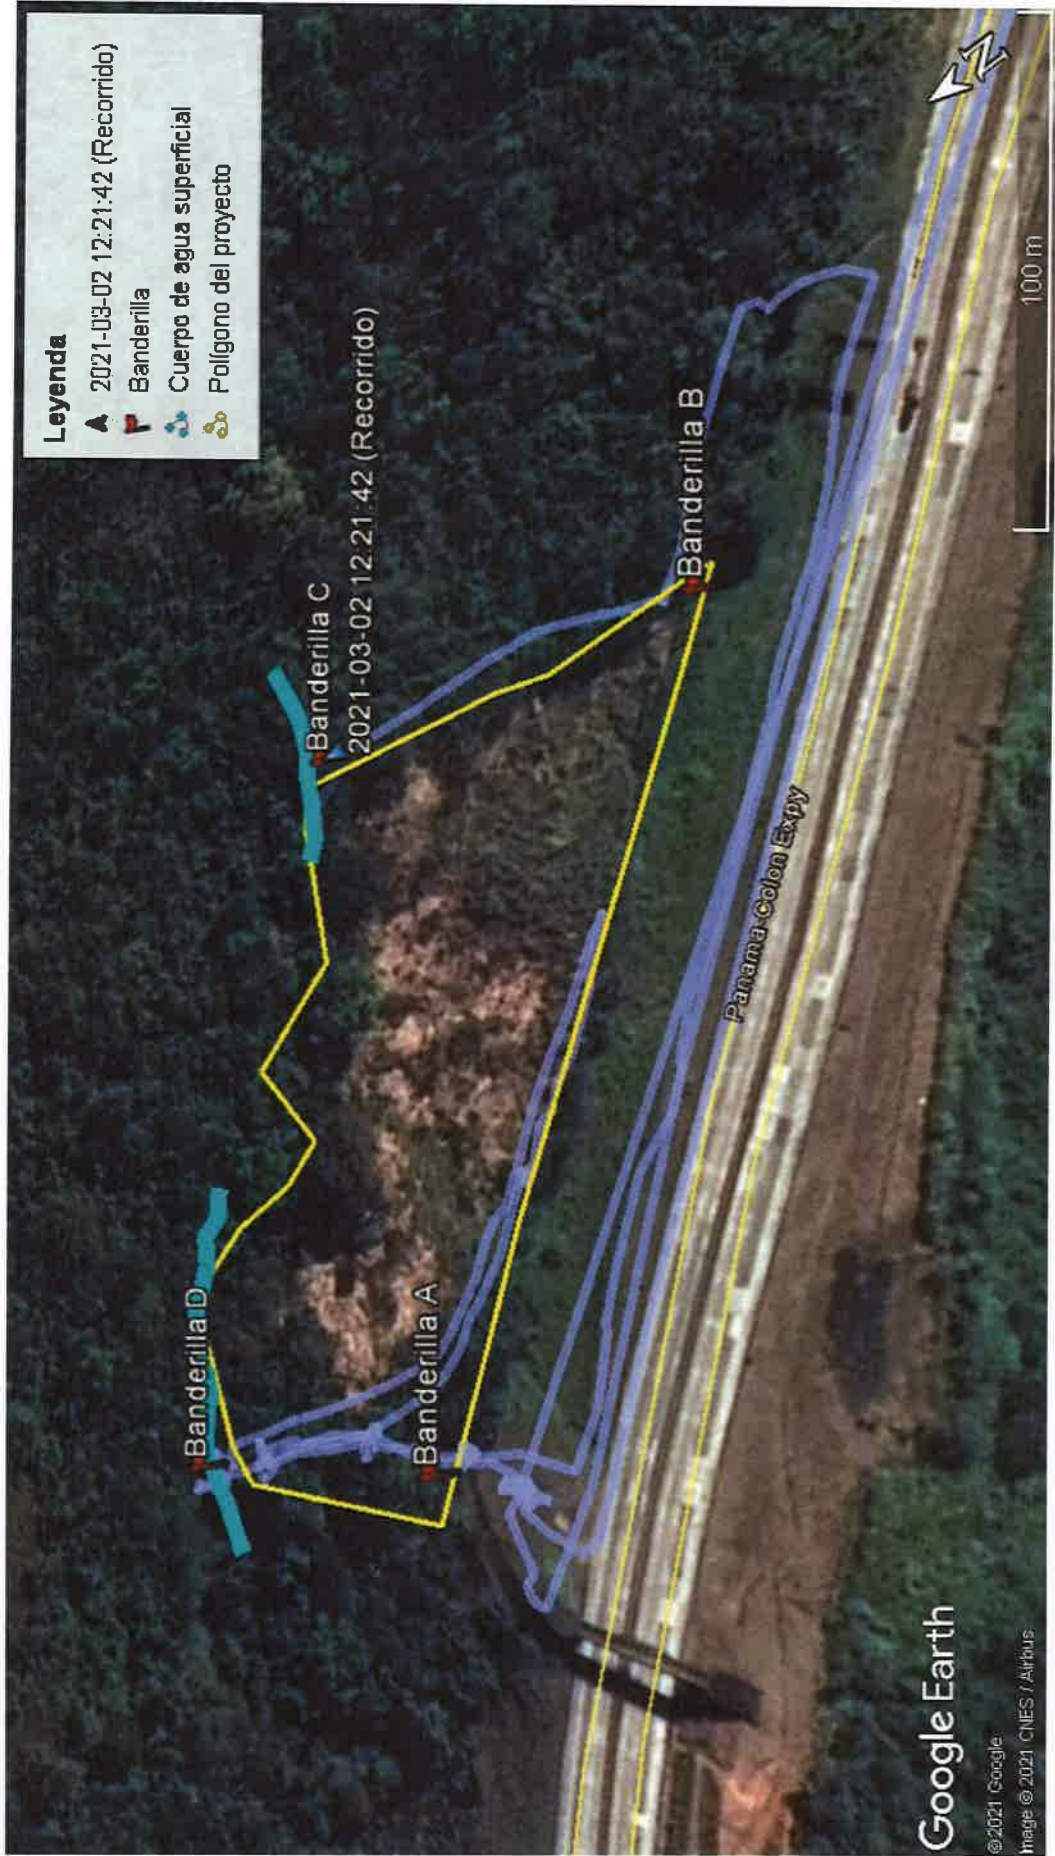 Leyenda
2021-03-02 12:21:42 (Recorrido)
Banderilla
Cuerpo de agua superficial
Polígono del proyecto
Banderilla D
Banderilla C
2021-03-02 12:21:42 (Recorrido)
Banderilla A
Banderilla B
Panama-Colon Expy
N
100 m
Google Earth
©2021 Google
Image © 2021 CNES / Airbus